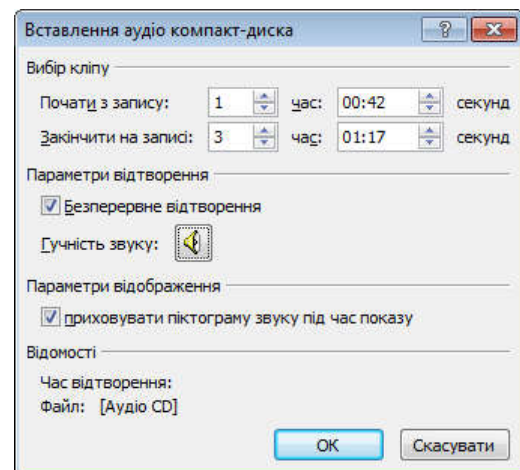 Вставлення аудіо компакт-диска
Вибір кліпу
Почати з запису: 1 час: 00:42 секунд
Закінчити на записі: 3 час: 01:17 секунд
Параметри відтворення
Безперервне відтворення
Гучність звуку:
Параметри відображення
приховувати піктограму звуку під час показу
Відомості
Час відтворення:
Файл: [Аудіо CD]
ОК Скасувати